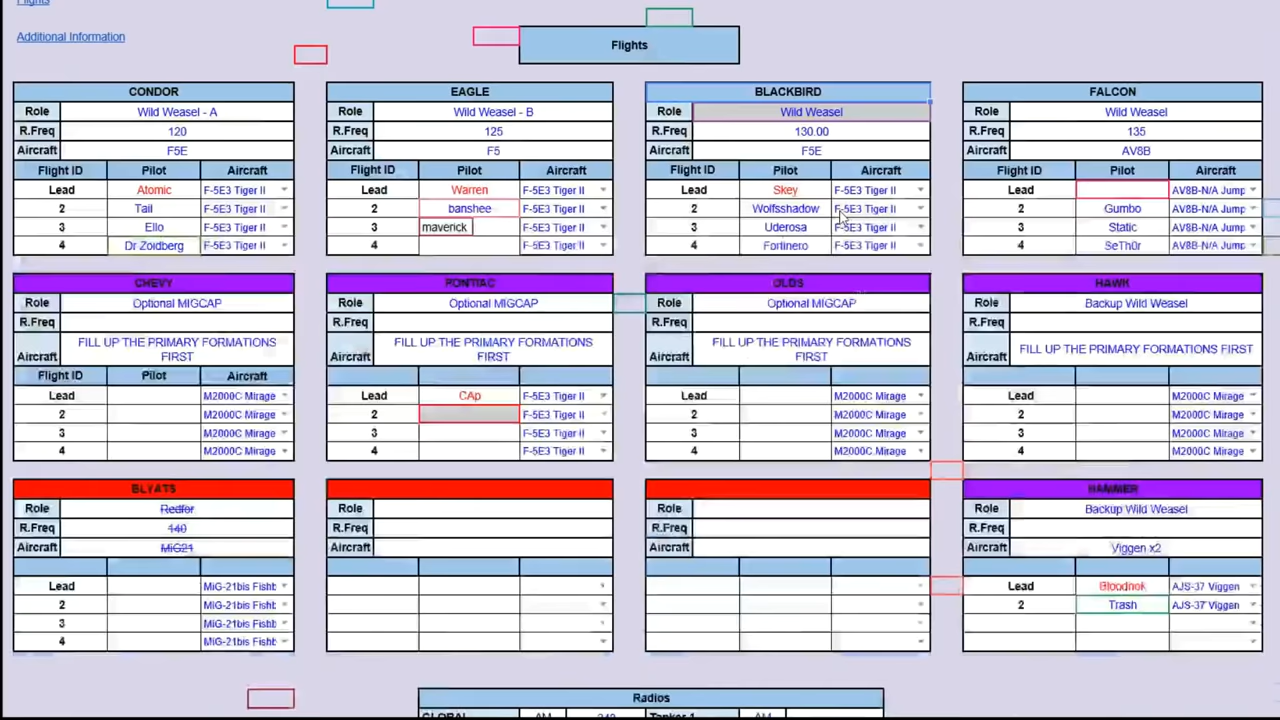 Flights
Additional Information
Flights
CONDOR
Role Wild Weasel - A
R.Freq 120
Aircraft F5E
Flight ID Pilot Aircraft
Lead Atomic F-5E3 Tiger II
2 Tail F-5E3 Tiger II
3 Ello F-5E3 Tiger II
4 Dr Zoidberg F-5E3 Tiger II
EAGLE
Role Wild Weasel - B
R.Freq 125
Aircraft F5
Flight ID Pilot Aircraft
Lead Warren F-5E3 Tiger II
2 banshee F-5E3 Tiger II
3 maverick F-5E3 Tiger II
4 F-5E3 Tiger II
BLACKBIRD
Role Wild Weasel
R.Freq 130.00
Aircraft F5E
Flight ID Pilot Aircraft
Lead Skey F-5E3 Tiger II
2 Wolfsshadow F-5E3 Tiger II
3 Uderosa F-5E3 Tiger II
4 Fortinero F-5E3 Tiger II
FALCON
Role Wild Weasel
R.Freq 135
Aircraft AV8B
Flight ID Pilot Aircraft
Lead AV8B-N/A Jump
2 Gumbo AV8B-N/A Jump
3 Static AV8B-N/A Jump
4 SeTh0r AV8B-N/A Jump
CHEVY
Role Optional MIGCAP
R.Freq
Aircraft FILL UP THE PRIMARY FORMATIONS
FIRST
Flight ID Pilot Aircraft
Lead M2000C Mirage
2 M2000C Mirage
3 M2000C Mirage
4 M2000C Mirage
PONTIAC
Role Optional MIGCAP
R.Freq
Aircraft FILL UP THE PRIMARY FORMATIONS
FIRST
Lead CAp F-5E3 Tiger II
2 F-5E3 Tiger II
3 F-5E3 Tiger II
4 F-5E3 Tiger II
OLDS
Role Optional MIGCAP
R.Freq
Aircraft FILL UP THE PRIMARY FORMATIONS
FIRST
Lead M2000C Mirage
2 M2000C Mirage
3 M2000C Mirage
4 M2000C Mirage
HAWK
Role Backup Wild Weasel
R.Freq
Aircraft FILL UP THE PRIMARY FORMATIONS FIRST
Lead M2000C Mirage
2 M2000C Mirage
3 M2000C Mirage
4 M2000C Mirage
BLYATS
Role Redfor
R.Freq 140
Aircraft MiG21
Lead MiG-21bis Fishb
2 MiG-21bis Fishb
3 MiG-21bis Fishb
4 MiG-21bis Fishb
Role
R.Freq
Aircraft
Role
R.Freq
Aircraft
HAMMER
Role Backup Wild Weasel
R.Freq
Aircraft Viggen x2
Lead Bloodnok AJS-37 Viggen
2 Trash AJS-37 Viggen
Radios
GLOBAL AM 240 Tanker 1 AM